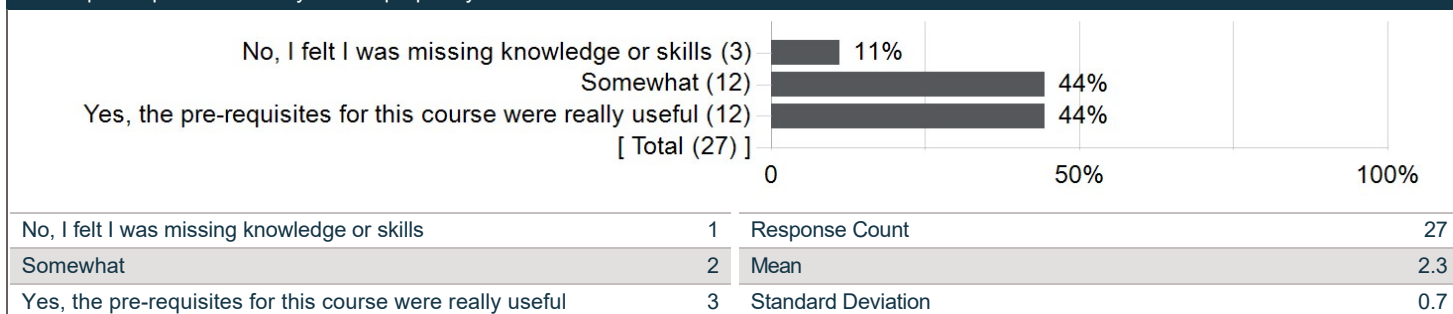 No, I felt I was missing knowledge or skills (3) 11%
Somewhat (12) 44%
Yes, the pre-requisites for this course were really useful (12) 44%
[ Total (27) ]
0 50% 100%
No, I felt I was missing knowledge or skills 1
Somewhat 2
Yes, the pre-requisites for this course were really useful 3
Response Count 27
Mean 2.3
Standard Deviation 0.7